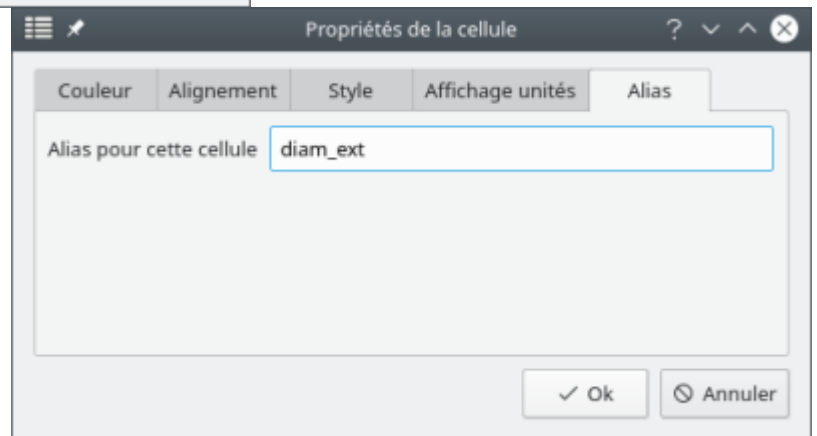 Propriétés de la cellule ?
Couleur Alignement Style Affichage unités Alias
Alias pour cette cellule diam_ext
Ok Annuler